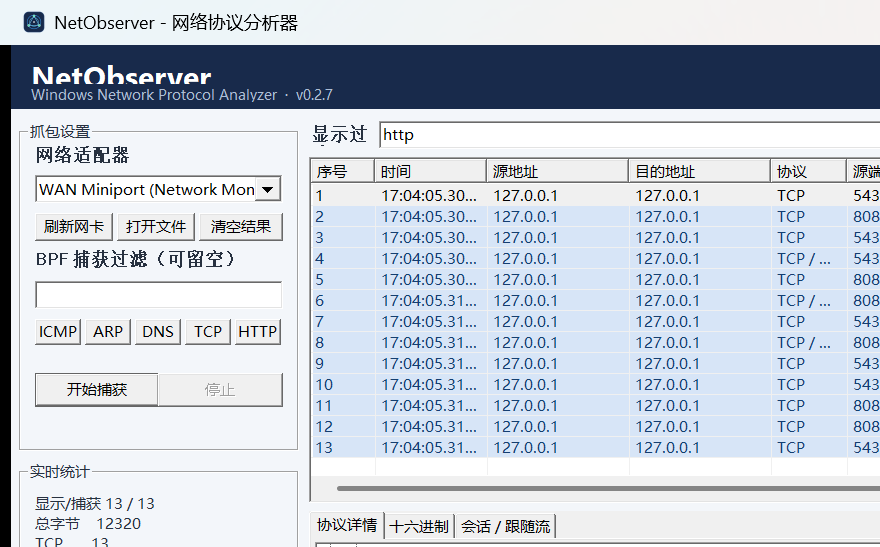 NetObserver - 网络协议分析器
NetObserver
Windows Network Protocol Analyzer · v0.2.7
抓包设置
网络适配器
WAN Miniport (Network Mon
刷新网卡 打开文件 清空结果
BPF 捕获过滤（可留空）
ICMP ARP DNS TCP HTTP
开始捕获 停止
实时统计
显示/捕获 13 / 13
总字节 12320
TCP 13
显示过 http
序号 时间 源地址 目的地址 协议 源端
1 17:04:05.30... 127.0.0.1 127.0.0.1 TCP 543
2 17:04:05.30... 127.0.0.1 127.0.0.1 TCP 808
3 17:04:05.30... 127.0.0.1 127.0.0.1 TCP 543
4 17:04:05.30... 127.0.0.1 127.0.0.1 TCP / ... 543
5 17:04:05.30... 127.0.0.1 127.0.0.1 TCP 808
6 17:04:05.31... 127.0.0.1 127.0.0.1 TCP / ... 808
7 17:04:05.31... 127.0.0.1 127.0.0.1 TCP 543
8 17:04:05.31... 127.0.0.1 127.0.0.1 TCP / ... 808
9 17:04:05.31... 127.0.0.1 127.0.0.1 TCP 543
10 17:04:05.31... 127.0.0.1 127.0.0.1 TCP 543
11 17:04:05.31... 127.0.0.1 127.0.0.1 TCP 808
12 17:04:05.31... 127.0.0.1 127.0.0.1 TCP 808
13 17:04:05.31... 127.0.0.1 127.0.0.1 TCP 543
协议详情 十六进制 会话 / 跟随流